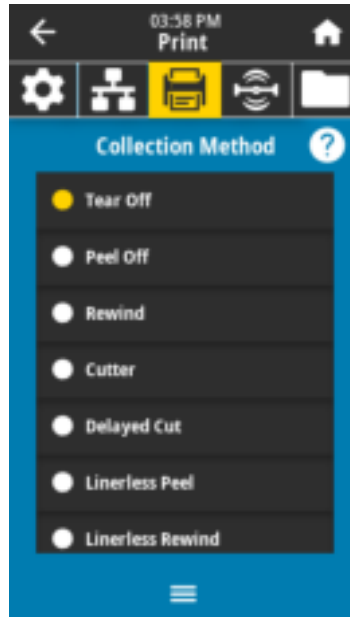 03:58 PM
Print
Collection Method ?
Tear Off
Peel Off
Rewind
Cutter
Delayed Cut
Linerless Peel
Linerless Rewind